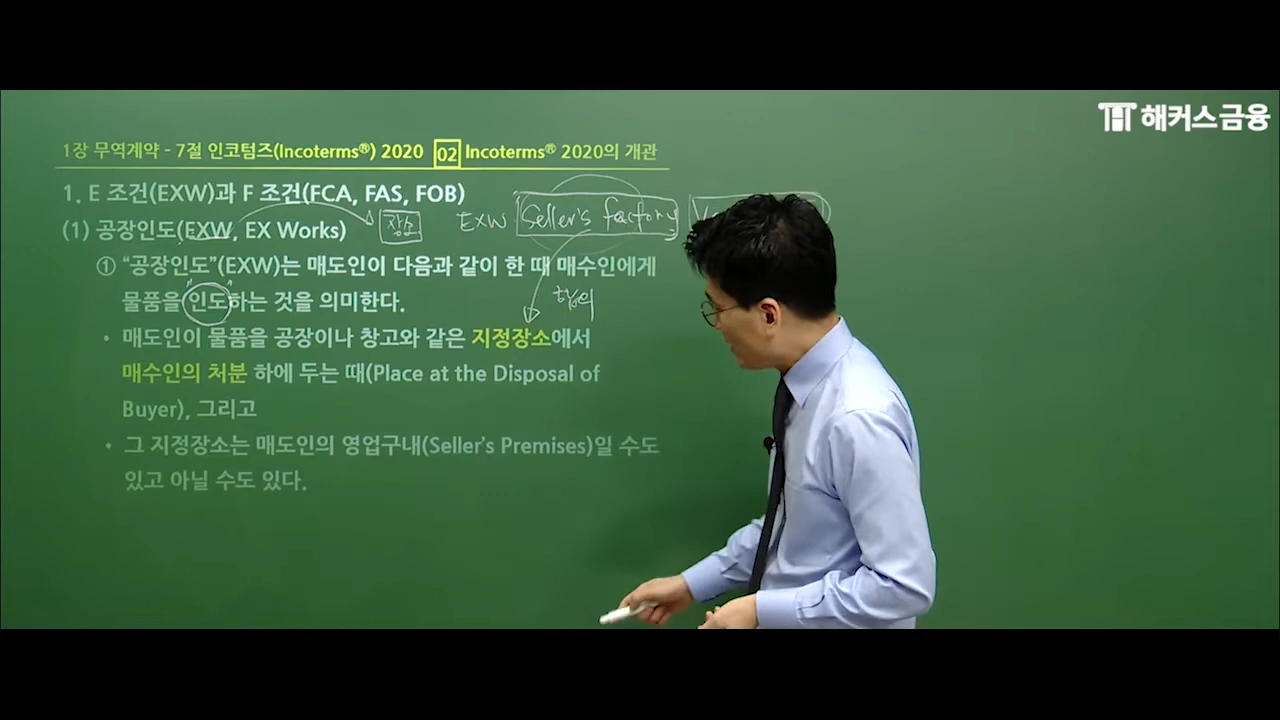 해커스금융
1장 무역계약 - 7절 인코텀즈(Incoterms®) 2020 02 Incoterms® 2020의 개관
1. E 조건(EXW)과 F 조건(FCA, FAS, FOB)
(1) 공장인도(EXW, EX Works) 장소 EXW Seller's factory
① “공장인도”(EXW)는 매도인이 다음과 같이 한 때 매수인에게
물품을 "인도"하는 것을 의미한다. 합의
• 매도인이 물품을 공장이나 창고와 같은 지정장소에서
매수인의 처분 하에 두는 때(Place at the Disposal of
Buyer), 그리고
• 그 지정장소는 매도인의 영업구내(Seller's Premises)일 수도
있고 아닐 수도 있다.